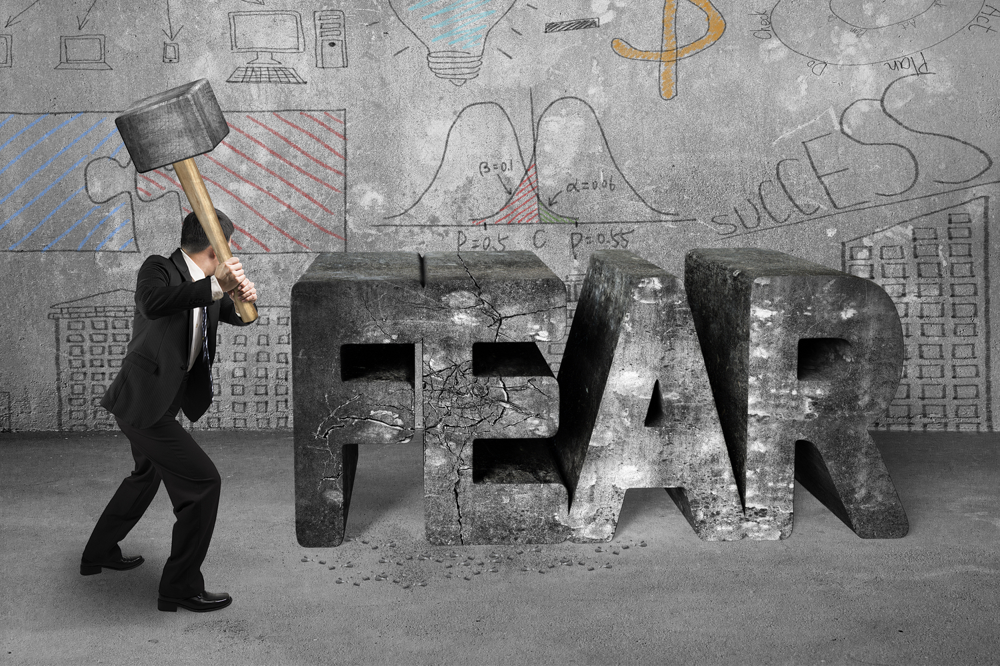 Check
Act
Do
Plan
SUCCESS
β=0.1
α=0.06
P=0.5 C P=0.55
FEAR